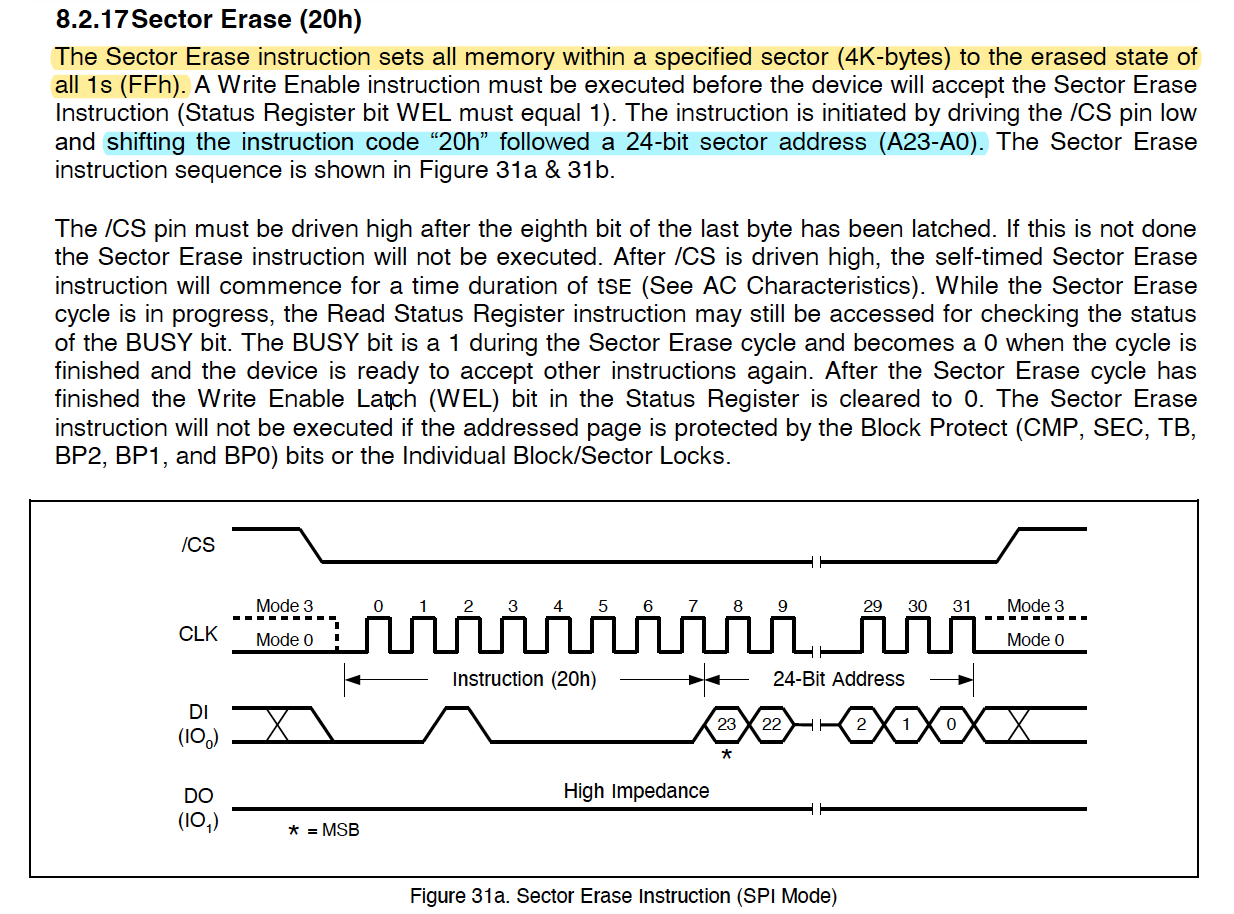 8.2.17 Sector Erase (20h)
The Sector Erase instruction sets all memory within a specified sector (4K-bytes) to the erased state of
all 1s (FFh). A Write Enable instruction must be executed before the device will accept the Sector Erase
Instruction (Status Register bit WEL must equal 1). The instruction is initiated by driving the /CS pin low
and shifting the instruction code “20h” followed a 24-bit sector address (A23-A0). The Sector Erase
instruction sequence is shown in Figure 31a & 31b.
The /CS pin must be driven high after the eighth bit of the last byte has been latched. If this is not done
the Sector Erase instruction will not be executed. After /CS is driven high, the self-timed Sector Erase
instruction will commence for a time duration of tSE (See AC Characteristics). While the Sector Erase
cycle is in progress, the Read Status Register instruction may still be accessed for checking the status
of the BUSY bit. The BUSY bit is a 1 during the Sector Erase cycle and becomes a 0 when the cycle is
finished and the device is ready to accept other instructions again. After the Sector Erase cycle has
finished the Write Enable Latch (WEL) bit in the Status Register is cleared to 0. The Sector Erase
instruction will not be executed if the addressed page is protected by the Block Protect (CMP, SEC, TB,
BP2, BP1, and BP0) bits or the Individual Block/Sector Locks.
/CS
Mode 3 0 1 2 3 4 5 6 7 8 9 29 30 31 Mode 3
CLK Mode 0 Mode 0
Instruction (20h) 24-Bit Address
DI
(IO0) 23 22 2 1 0
*
High Impedance
DO
(IO1)
* = MSB
Figure 31a. Sector Erase Instruction (SPI Mode)